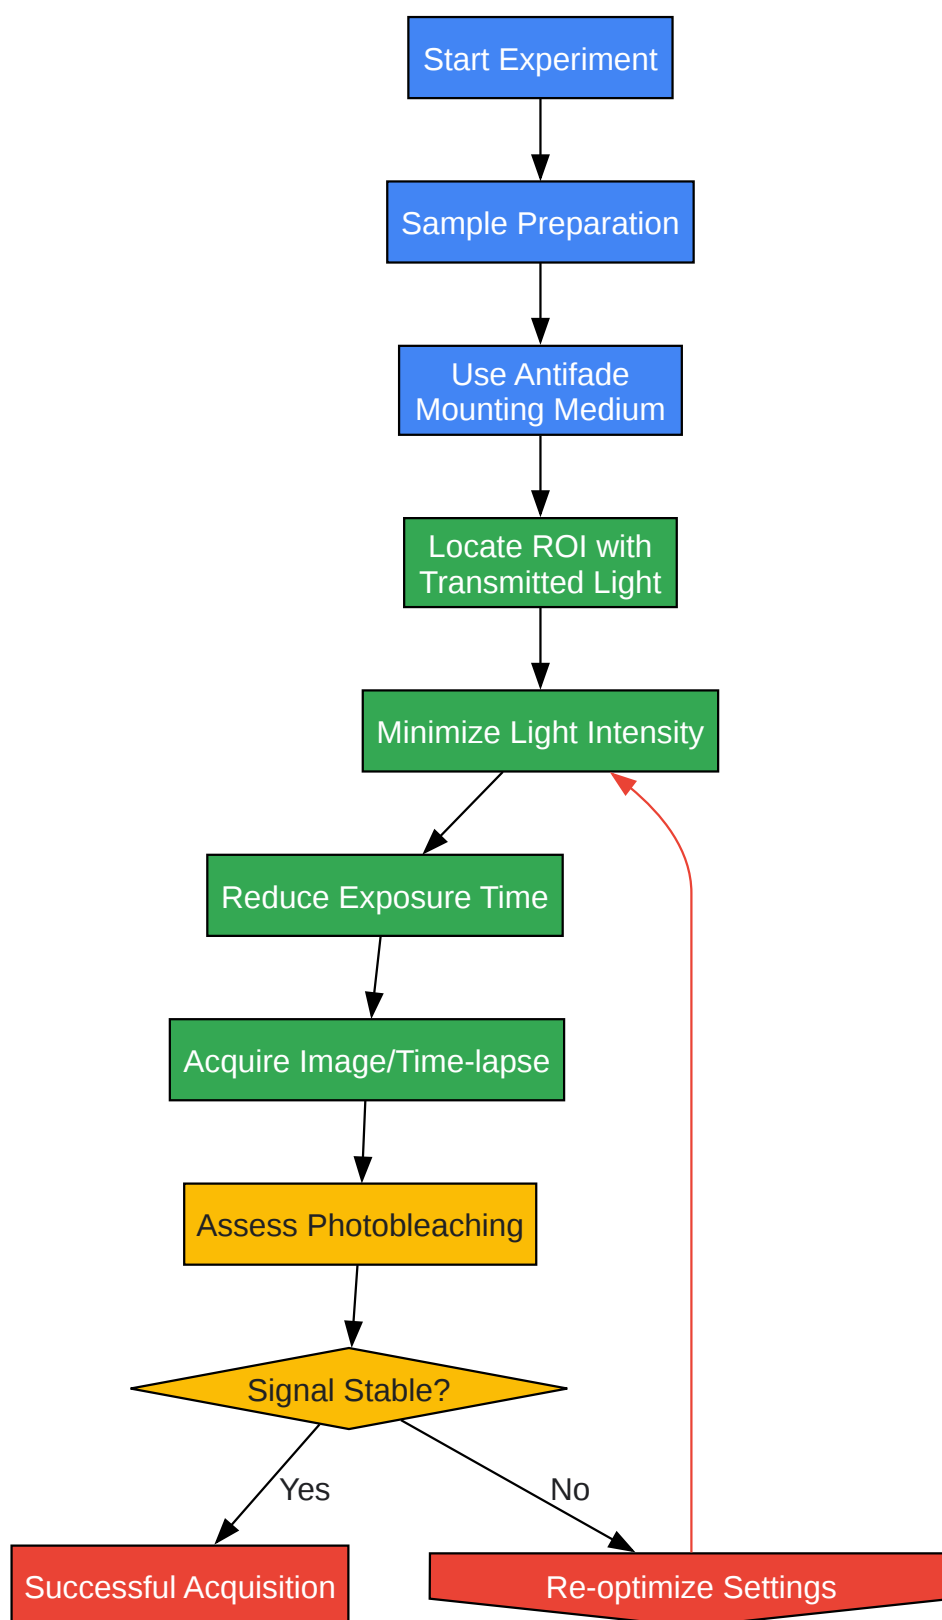 Start Experiment
Sample Preparation
Use Antifade
Mounting Medium
Locate ROI with
Transmitted Light
Minimize Light Intensity
Reduce Exposure Time
Acquire Image/Time-lapse
Assess Photobleaching
Signal Stable?
Yes
No
Successful Acquisition
Re-optimize Settings